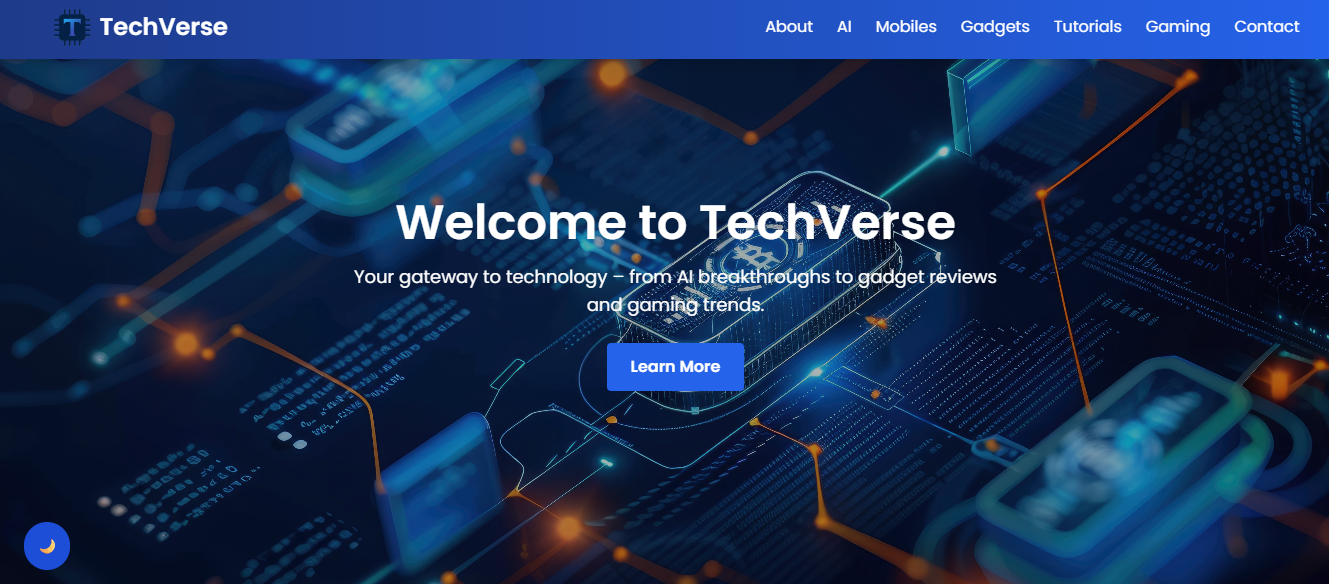 TechVerse
About AI Mobiles Gadgets Tutorials Gaming Contact
Welcome to TechVerse
Your gateway to technology – from AI breakthroughs to gadget reviews
and gaming trends.
Learn More